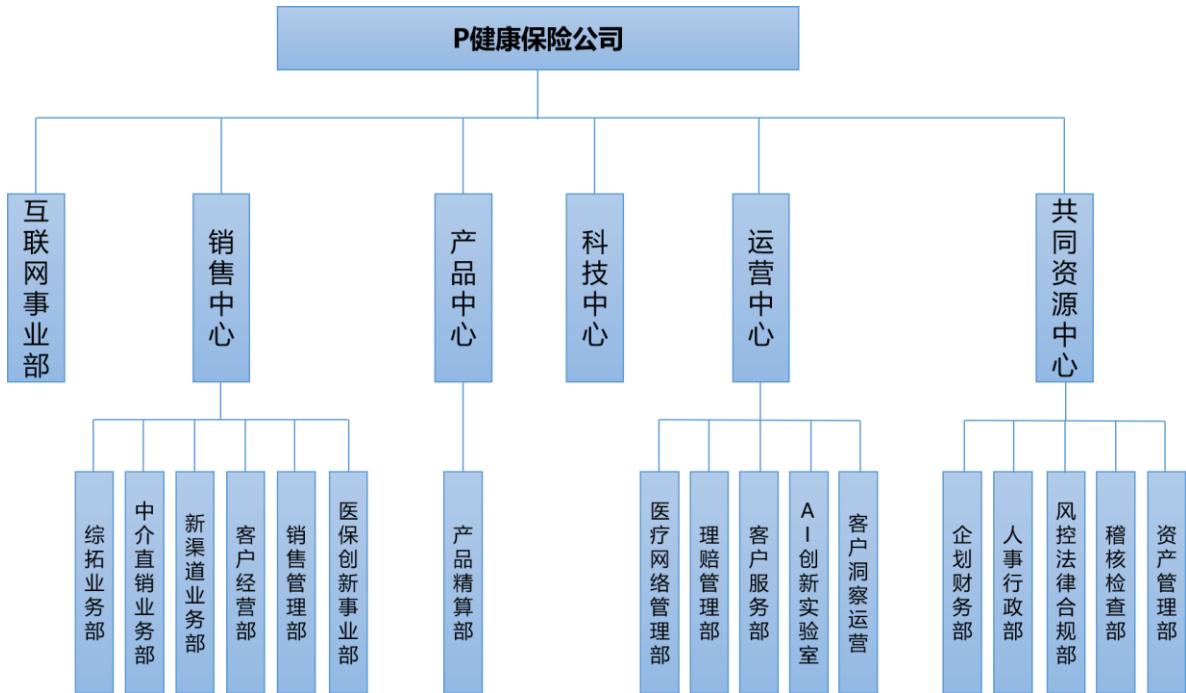 P健康保险公司
互联网事业部
销售中心
产品中心
科技中心
运营中心
共同资源中心
综拓业务部
中介直销业务部
新渠道业务部
客户经营部
销售管理部
医保创新事业部
产品精算部
医疗网络管理部
理赔管理部
客户服务部
AI创新实验室
客户洞察运营
企划财务部
人事行政部
风控法律合规部
稽核检查部
资产管理部